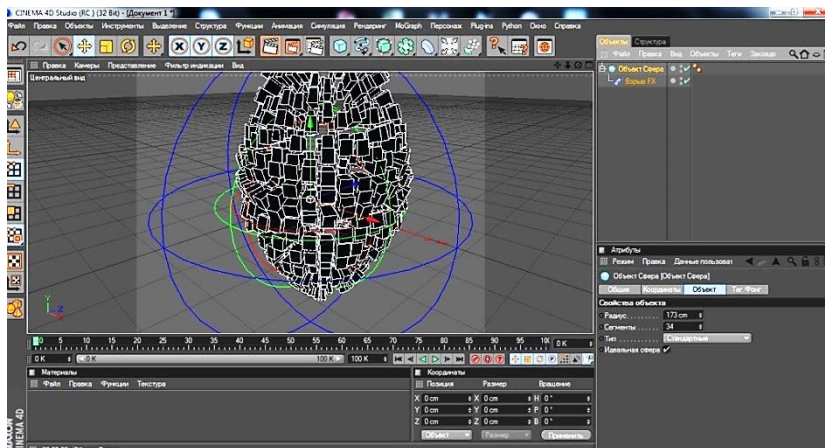 CINEMA 4D Studio (RC ) (32 Bit) - [Документ 1 *]
Файл Правка Объекты Инструменты Выделение Структура Функции Анимация Симуляция Рендеринг MoGraph Персонаж Plug-ins Python Окно Справка
Объекты Структура
Файл Правка Вид Объекты Теги Заклад
Правка Камеры Представление Фильтр индикации Вид
Центральный вид
Объект Сфера
Взрыв FX
Атрибуты
Режим Правка Данные пользоват
Объект Сфера [Объект Сфера]
Общие Координаты Объект Тег Фонг
Свойства объекта
Радиус 173 cm
Сегменты 34
Тип Стандартные
Идеальная сфера
Y
Z
0 5 10 15 20 25 30 35 40 45 50 55 60 65 70 75 80 85 90 95 0 K
0 K 0 K 100 K 100 K
Материалы
Файл Правка Функции Текстура
Координаты
Позиция Размер Вращение
X 0 cm X 0 cm H 0 °
Y 0 cm Y 0 cm P 0 °
Z 0 cm Z 0 cm B 0 °
Объект Размер Применить
CINEMA 4D